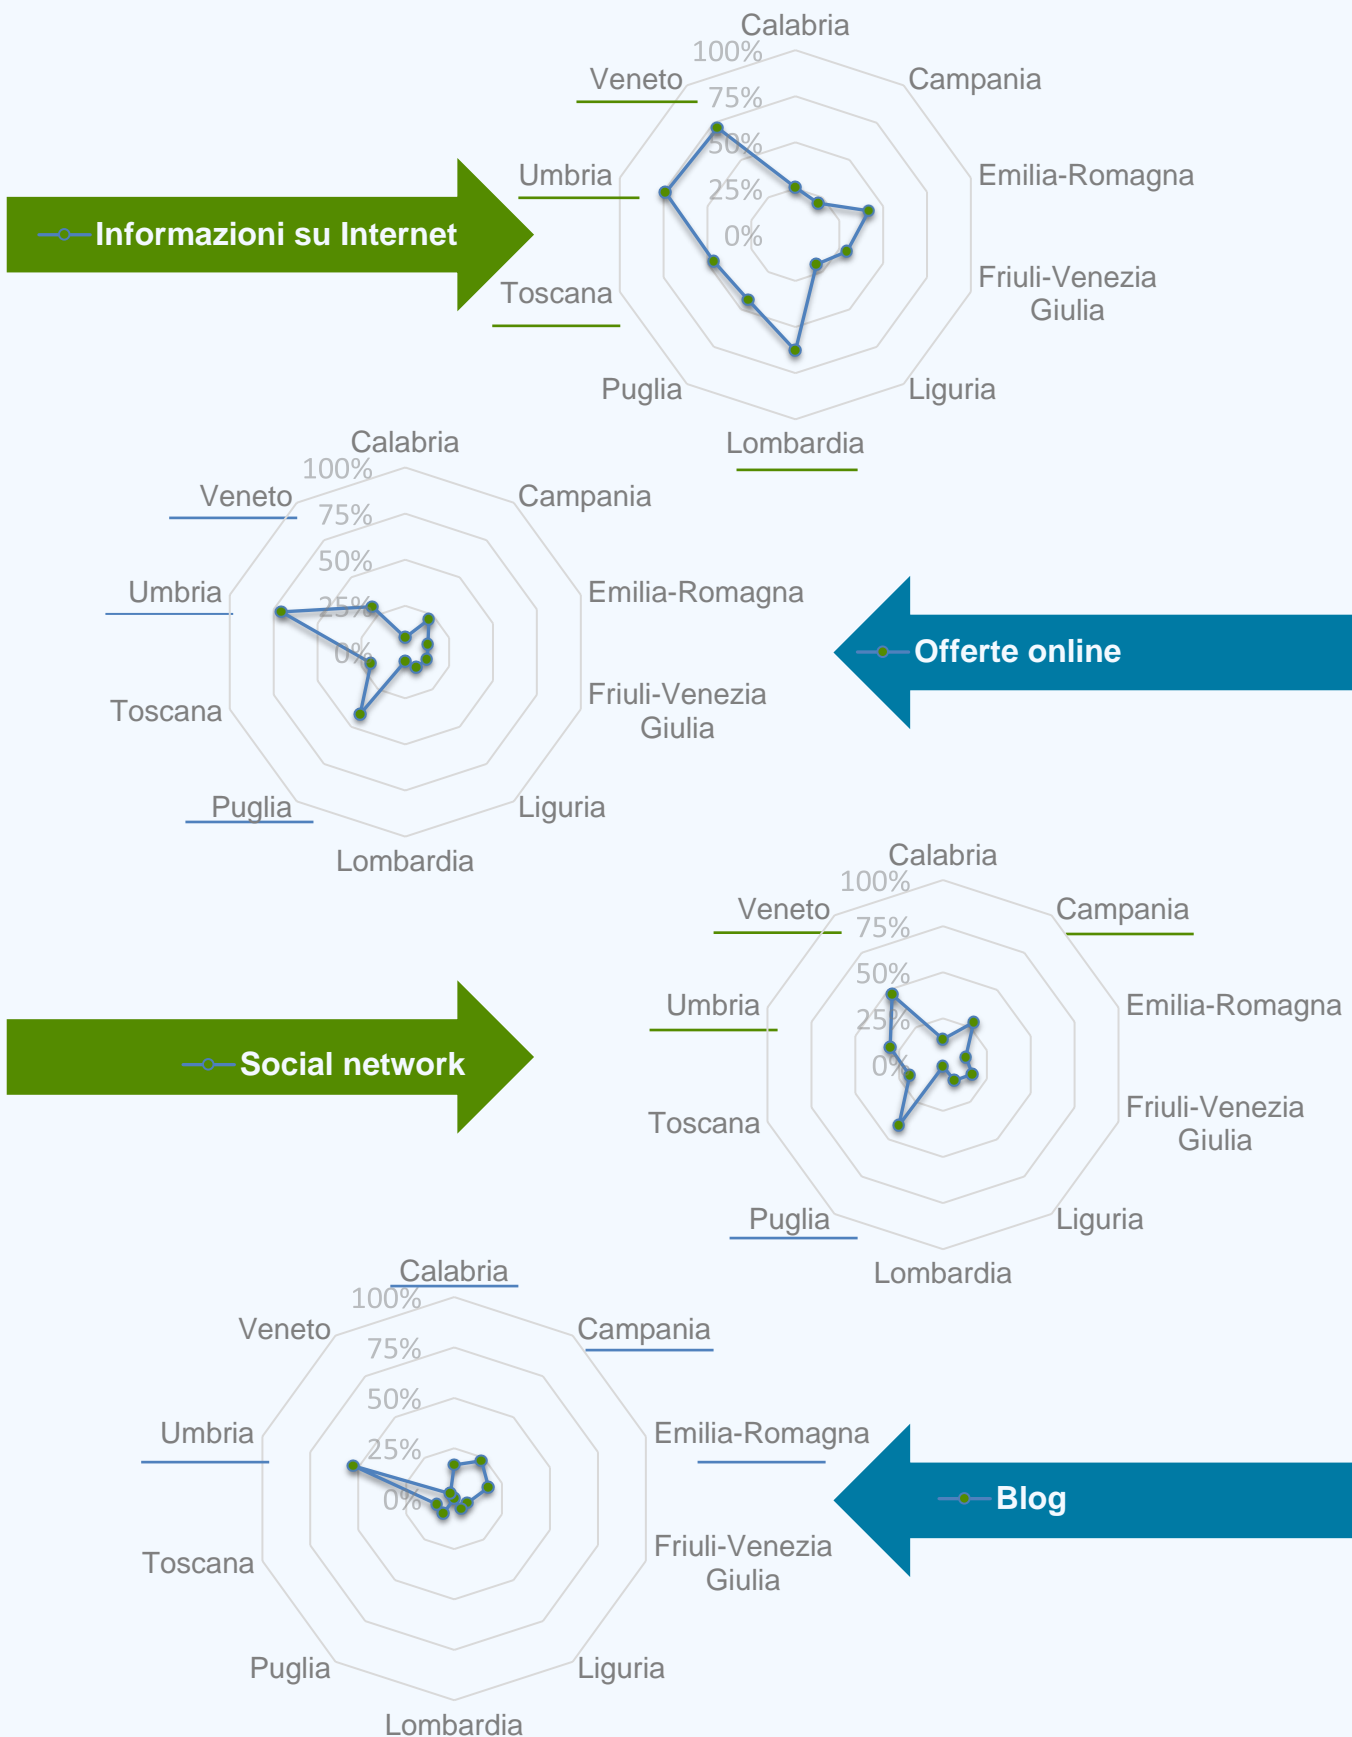 Calabria
100%
Veneto
Campania
75%
50%
Umbria
Emilia-Romagna
25%
Informazioni su Internet
0%
Toscana
Friuli-Venezia
Giulia
Puglia
Liguria
Lombardia
Calabria
100%
Veneto
Campania
75%
50%
Umbria
Emilia-Romagna
25%
0%
Offerte online
Toscana
Friuli-Venezia
Giulia
Puglia
Liguria
Lombardia
Calabria
100%
Veneto
Campania
75%
50%
Umbria
Emilia-Romagna
25%
Social network
0%
Toscana
Friuli-Venezia
Giulia
Puglia
Liguria
Lombardia
Calabria
100%
Veneto
Campania
75%
50%
Umbria
Emilia-Romagna
25%
0%
Blog
Toscana
Friuli-Venezia
Giulia
Puglia
Liguria
Lombardia